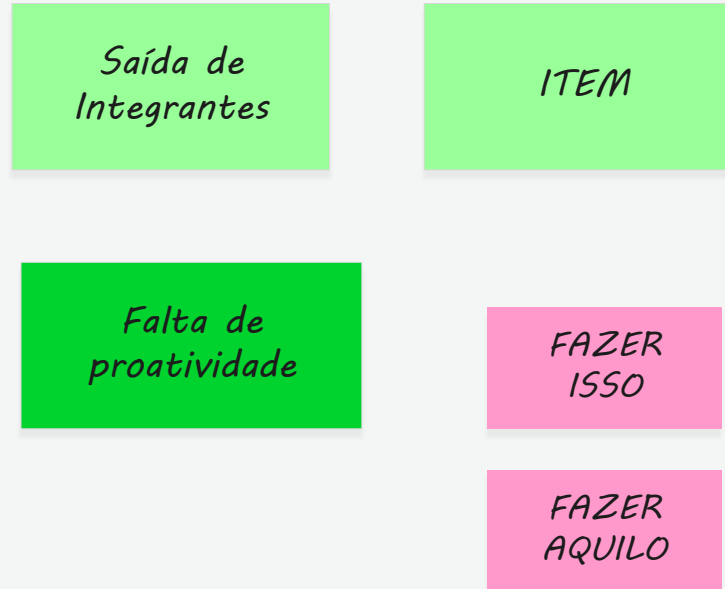 Saída de
Integrantes
ITEM
Falta de
proatividade
FAZER
ISSO
FAZER
AQUILO